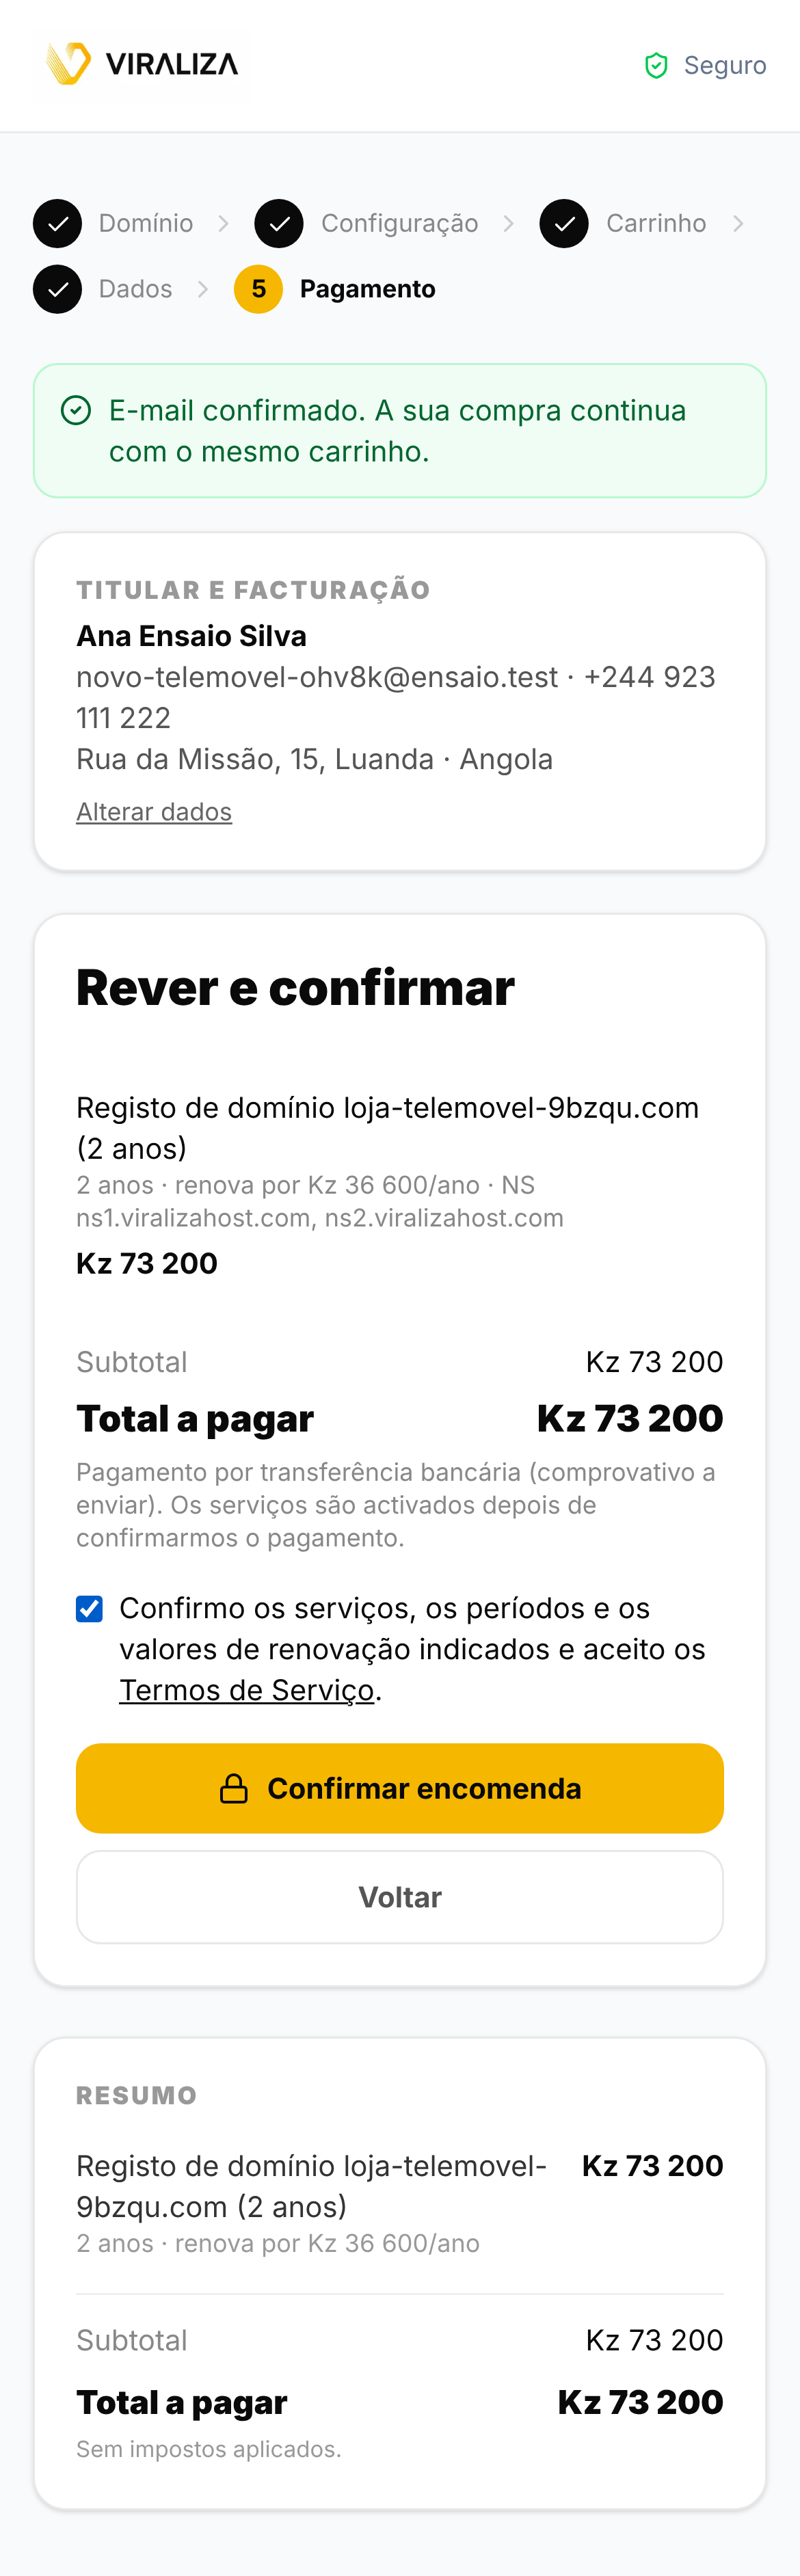 VIRALIZA
Seguro
Domínio
Configuração
Carrinho
Dados
5 Pagamento
E-mail confirmado. A sua compra continua
com o mesmo carrinho.
TITULAR E FACTURAÇÃO
Ana Ensaio Silva
novo-telemovel-ohv8k@ensaio.test · +244 923
111 222
Rua da Missão, 15, Luanda · Angola
Alterar dados
Rever e confirmar
Registo de domínio loja-telemovel-9bzqu.com
(2 anos)
2 anos · renova por Kz 36 600/ano · NS
ns1.viralizahost.com, ns2.viralizahost.com
Kz 73 200
Subtotal Kz 73 200
Total a pagar Kz 73 200
Pagamento por transferência bancária (comprovativo a
enviar). Os serviços são activados depois de
confirmarmos o pagamento.
Confirmo os serviços, os períodos e os
valores de renovação indicados e aceito os
Termos de Serviço.
Confirmar encomenda
Voltar
RESUMO
Registo de domínio loja-telemovel- Kz 73 200
9bzqu.com (2 anos)
2 anos · renova por Kz 36 600/ano
Subtotal Kz 73 200
Total a pagar Kz 73 200
Sem impostos aplicados.